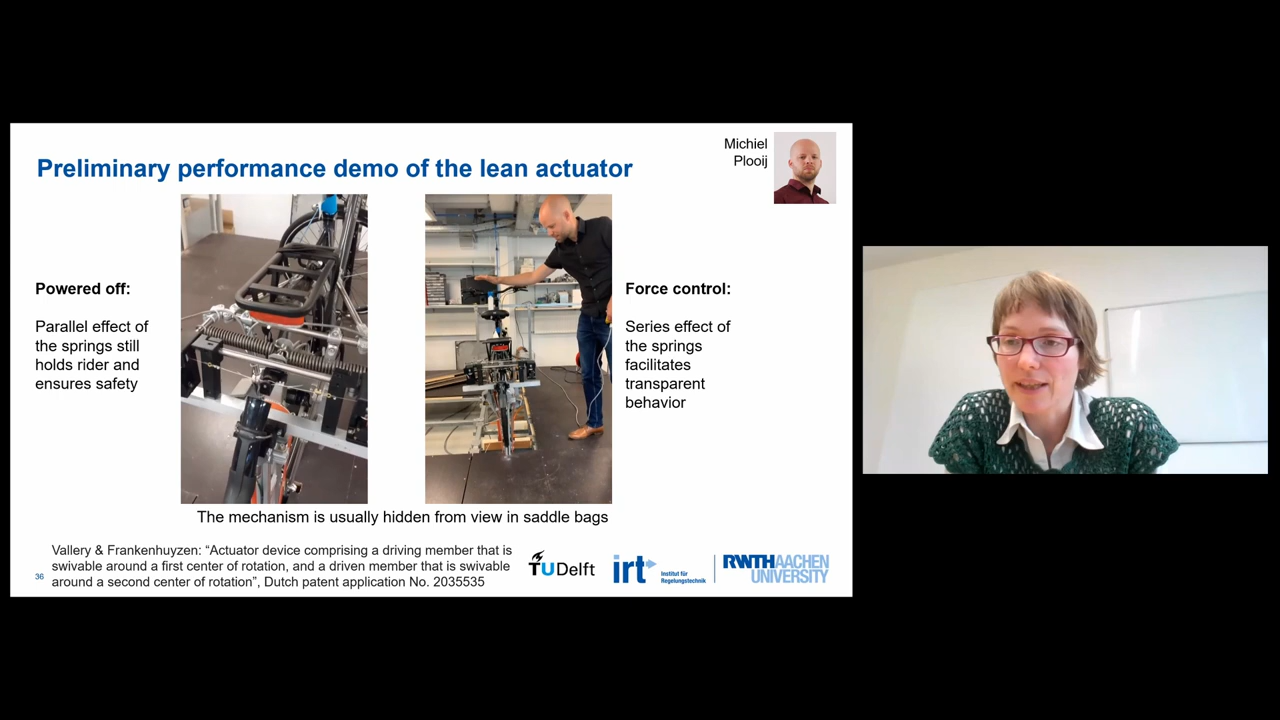 Preliminary performance demo of the lean actuator
Michiel
Plooij
Powered off:
Parallel effect of
the springs still
holds rider and
ensures safety
Force control:
Series effect of
the springs
facilitates
transparent
behavior
The mechanism is usually hidden from view in saddle bags
Vallery & Frankenhuyzen: “Actuator device comprising a driving member that is
swivable around a first center of rotation, and a driven member that is swivable
around a second center of rotation”, Dutch patent application No. 2035535
36
TUDelft
irt
Institut für
Regelungstechnik
RWTHAACHEN
UNIVERSITY